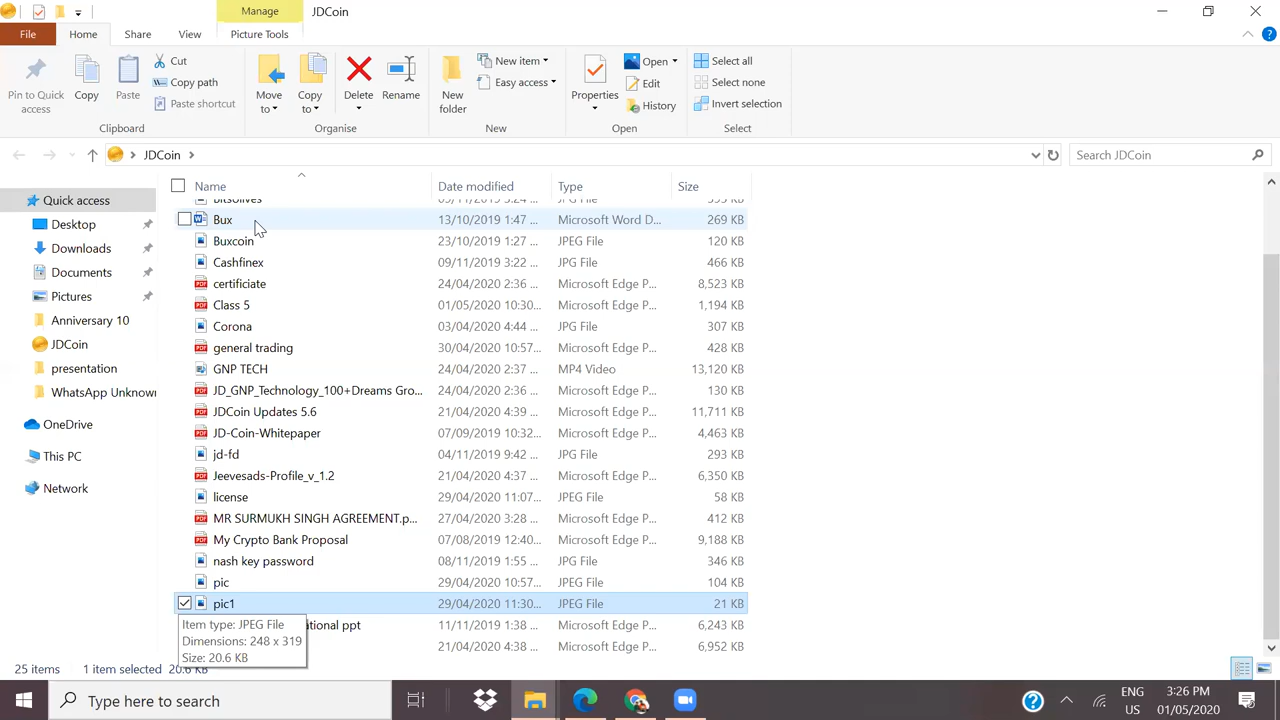 Manage
JDCoin
File
Home
Share
View
Picture Tools
Pin to Quick access
Copy
Paste
Cut
Copy path
Paste shortcut
Clipboard
Move to
Copy to
Delete
Rename
Organise
New folder
New item
Easy access
New
Properties
Open
Edit
History
Open
Select all
Select none
Invert selection
Select
JDCoin
Search JDCoin
Name Date modified Type Size
Quick access
Desktop
Downloads
Documents
Pictures
Anniversary 10
JDCoin
presentation
WhatsApp Unknow
OneDrive
This PC
Network
Bitsolives
Bux 13/10/2019 1:47 ... Microsoft Word D... 269 KB
Buxcoin 23/10/2019 1:27 ... JPEG File 120 KB
Cashfinex 09/11/2019 3:22 ... JPG File 466 KB
certificiate 24/04/2020 2:36 ... Microsoft Edge P... 8,523 KB
Class 5 01/05/2020 10:30... Microsoft Edge P... 1,194 KB
Corona 03/04/2020 4:44 ... JPG File 307 KB
general trading 30/04/2020 10:57... Microsoft Edge P... 428 KB
GNP TECH 24/04/2020 2:37 ... MP4 Video 13,120 KB
JD_GNP_Technology_100+Dreams Gro... 24/04/2020 2:36 ... Microsoft Edge P... 130 KB
JDCoin Updates 5.6 21/04/2020 4:39 ... Microsoft Edge P... 11,711 KB
JD-Coin-Whitepaper 07/09/2019 10:32... Microsoft Edge P... 4,463 KB
jd-fd 04/11/2019 9:42 ... JPG File 293 KB
Jeevesads-Profile_v_1.2 21/04/2020 4:37 ... Microsoft Edge P... 6,350 KB
license 29/04/2020 11:07... JPEG File 58 KB
MR SURMUKH SINGH AGREEMENT.p... 27/04/2020 3:28 ... Microsoft Edge P... 412 KB
My Crypto Bank Proposal 07/08/2019 12:40... Microsoft Edge P... 9,188 KB
nash key password 08/11/2019 1:55 ... JPG File 346 KB
pic 29/04/2020 10:57... JPEG File 104 KB
pic1 29/04/2020 11:30... JPEG File 21 KB
ational ppt 11/11/2019 1:38 ... Microsoft Edge P... 6,243 KB
21/04/2020 4:38 ... Microsoft Edge P... 6,952 KB
Item type: JPEG File
Dimensions: 248 x 319
Size: 20.6 KB
25 items 1 item selected 20.6 KB
Type here to search
ENG
US
3:26 PM
01/05/2020